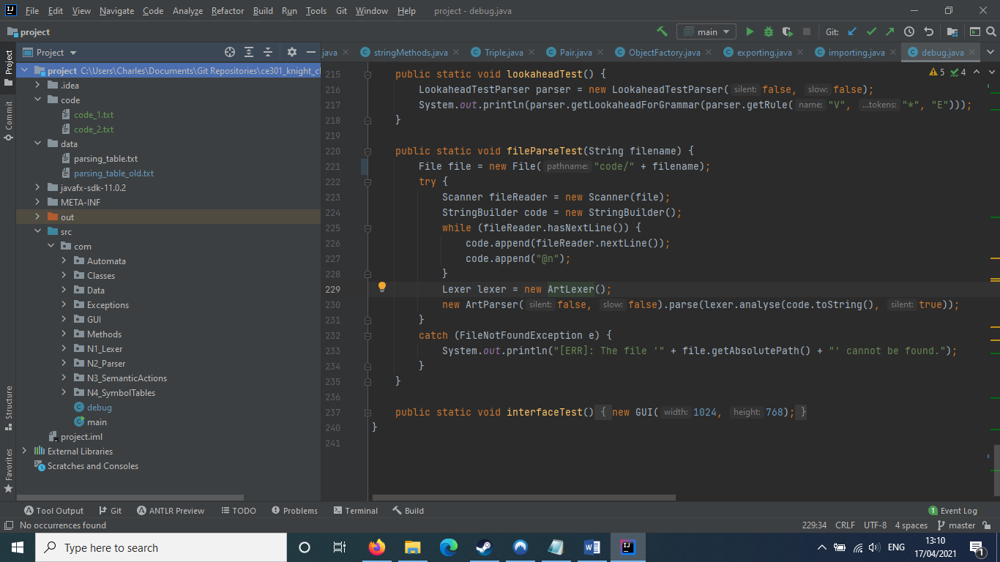 File Edit View Navigate Code Analyze Refactor Build Run Tools Git Window Help project - debug.java
project main Git:
Project .java stringMethods.java Triple.java Pair.java ObjectFactory.java exporting.java importing.java debug.java
Project
Commit
Structure
Favorites
project C:\Users\Charles\Documents\Git Repositories\ce301_knight_cl
.idea
code
code_1.txt
code_2.txt
data
parsing_table.txt
parsing_table_old.txt
javafx-sdk-11.0.2
META-INF
out
src
com
Automata
Classes
Data
Exceptions
GUI
Methods
N1_Lexer
N2_Parser
N3_SemanticActions
N4_SymbolTables
debug
main
project.iml
External Libraries
Scratches and Consoles
5 4
215 public static void lookaheadTest() {
216 LookaheadTestParser parser = new LookaheadTestParser( silent: false, slow: false);
217 System.out.println(parser.getLookaheadForGrammar(parser.getRule( name: "V", ...tokens: "*", "E")));
218 }
219
220 public static void fileParseTest(String filename) {
221 File file = new File( pathname: "code/" + filename);
222 try {
223 Scanner fileReader = new Scanner(file);
224 StringBuilder code = new StringBuilder();
225 while (fileReader.hasNextLine()) {
226 code.append(fileReader.nextLine());
227 code.append("@n");
228 }
229 Lexer lexer = new ArtLexer();
230 new ArtParser( silent: false, slow: false).parse(lexer.analyse(code.toString(), silent: true));
231 }
232 catch (FileNotFoundException e) {
233 System.out.println("[ERR]: The file '" + file.getAbsolutePath() + "' cannot be found.");
234 }
235 }
236
237 public static void interfaceTest() { new GUI( width: 1024, height: 768); }
240 }
241
Tool Output Git ANTLR Preview TODO Problems Terminal Build 1 Event Log
No occurrences found 229:34 CRLF UTF-8 4 spaces master
Type here to search ENG 13:10
17/04/2021 1